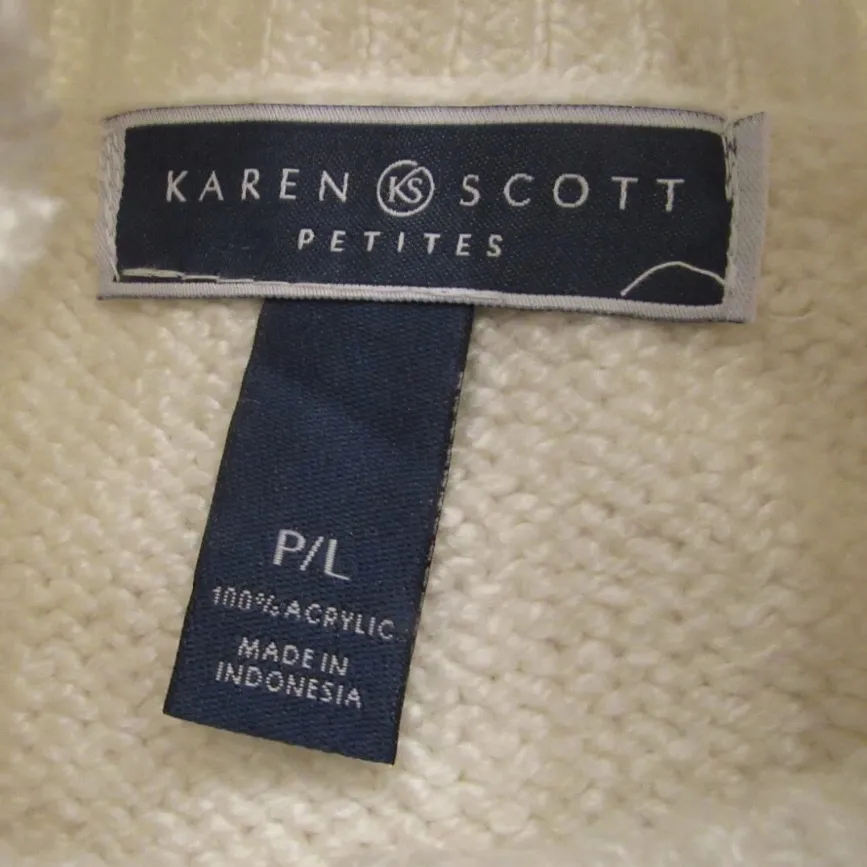 KAREN KS SCOTT
PETITES
P/L
100% ACRYLIC
MADE IN
INDONESIA